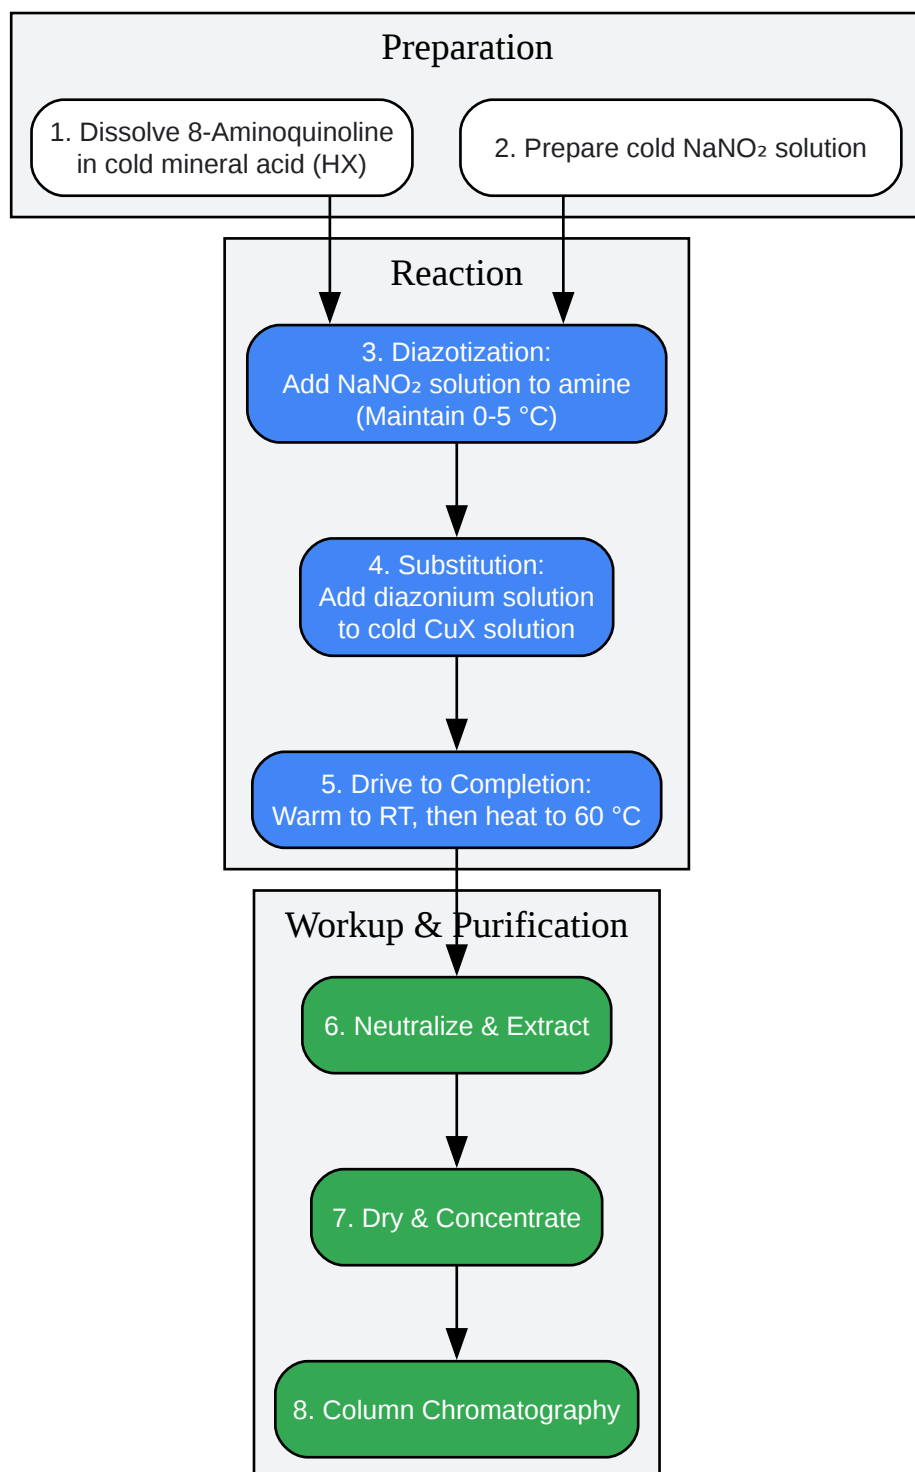 Preparation
1. Dissolve 8-Aminoquinoline
in cold mineral acid (HX)
2. Prepare cold NaNO₂ solution
Reaction
3. Diazotization:
Add NaNO₂ solution to amine
(Maintain 0-5 °C)
4. Substitution:
Add diazonium solution
to cold CuX solution
5. Drive to Completion:
Warm to RT, then heat to 60 °C
Workup & Purification
6. Neutralize & Extract
7. Dry & Concentrate
8. Column Chromatography